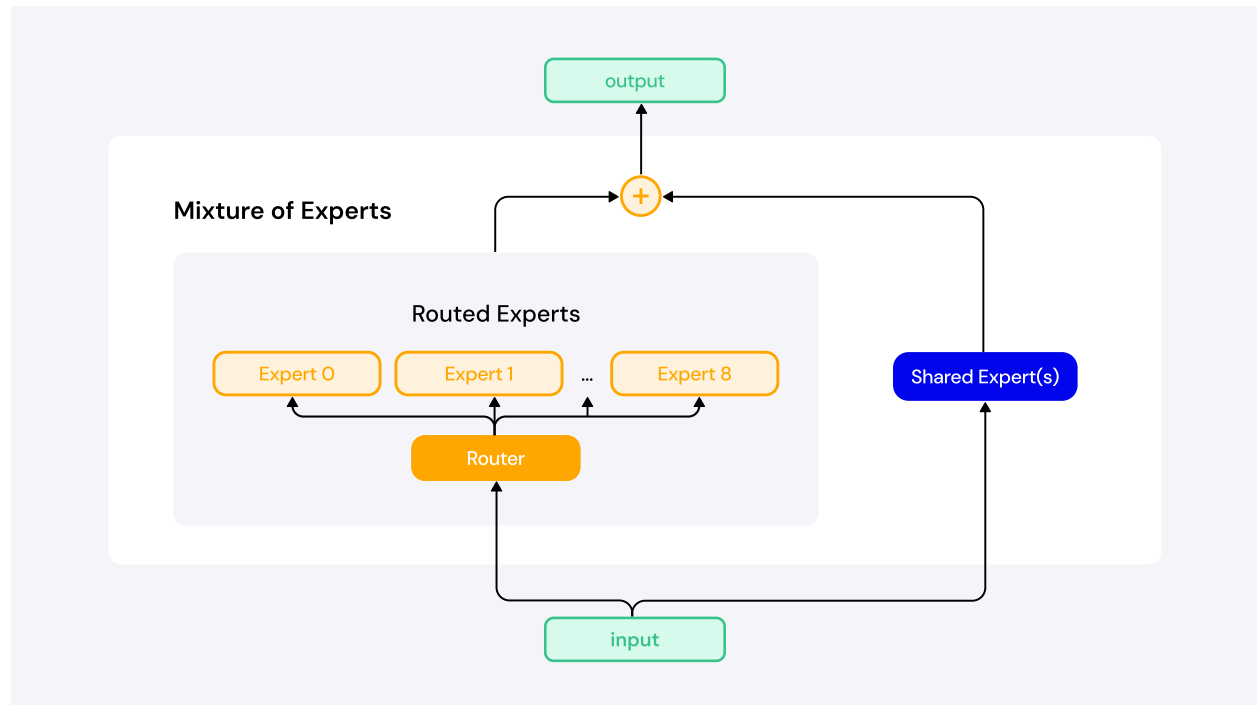 output
+
Mixture of Experts
Routed Experts
Expert 0
Expert 1
...
Expert 8
Shared Expert(s)
Router
input